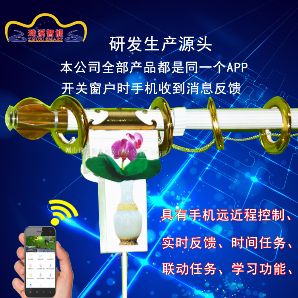 研发生产源头
本公司全部产品都是同一个APP
开关窗户时手机收到消息反馈
具有手机远近程控制、
实时反馈、时间任务、
联动任务、学习功能、